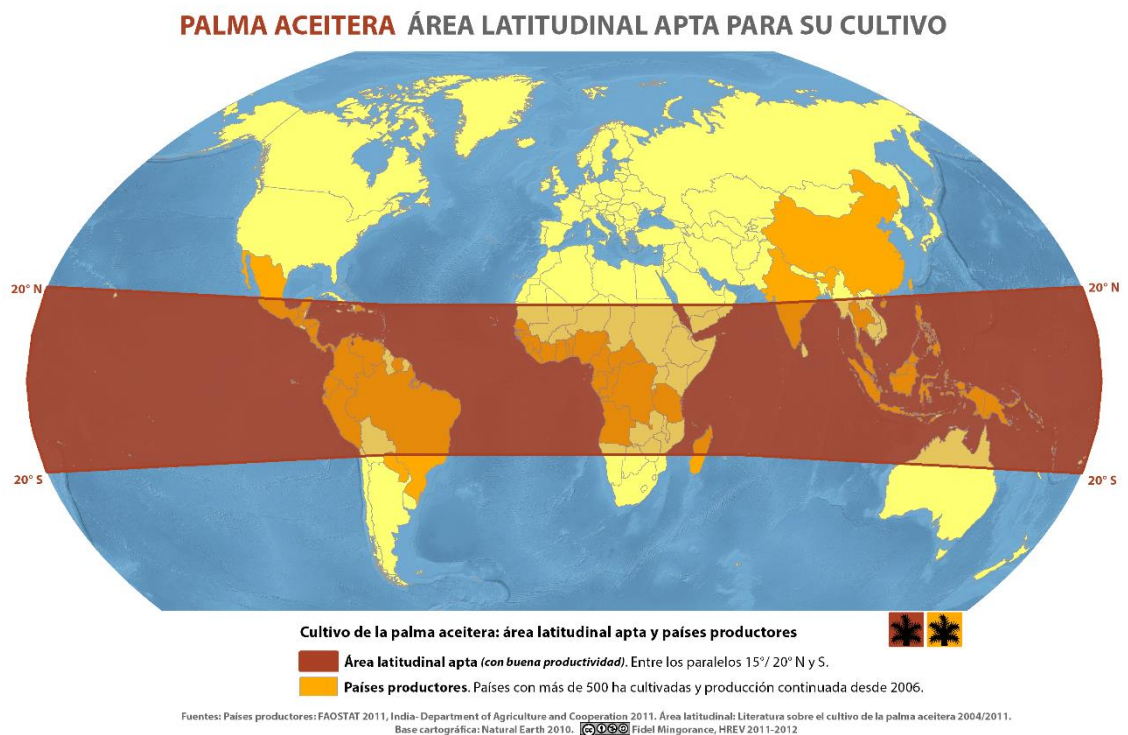 PALMA ACEITERA ÁREA LATITUDINAL APTA PARA SU CULTIVO
20° N
20° N
20° S
20° S
Cultivo de la palma aceitera: área latitudinal apta y países productores
Área latitudinal apta (con buena productividad). Entre los paralelos 15°/ 20° N y S.
Países productores. Países con más de 500 ha cultivadas y producción continuada desde 2006.
Fuentes: Países productores: FAOSTAT 2011, India- Department of Agriculture and Cooperation 2011. Área latitudinal: Literatura sobre el cultivo de la palma aceitera 2004/2011.
Base cartográfica: Natural Earth 2010. Fidel Mingorance, HREV 2011-2012